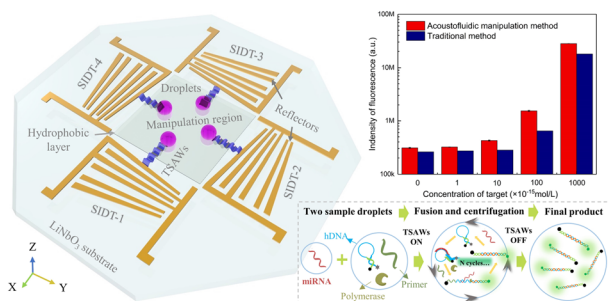 SIDT-3
SIDT-4
Droplets
Reflectors
Manipulation region
Hydrophobic
layer
TSAWs
SIDT-2
SIDT-1
LiNbO3 substrate
Z
X
Y
Acoustofluidic manipulation method
Traditional method
Indensity of fluorescence (a.u.)
10M
1M
100k
0 1 10 100 1000
Concentration of target (×10-15mol/L)
Two sample droplets
Fusion and centrifugation
Final product
hDNA
TSAWs
ON
TSAWs
OFF
N cycles...
miRNA
Primer
Polymerase